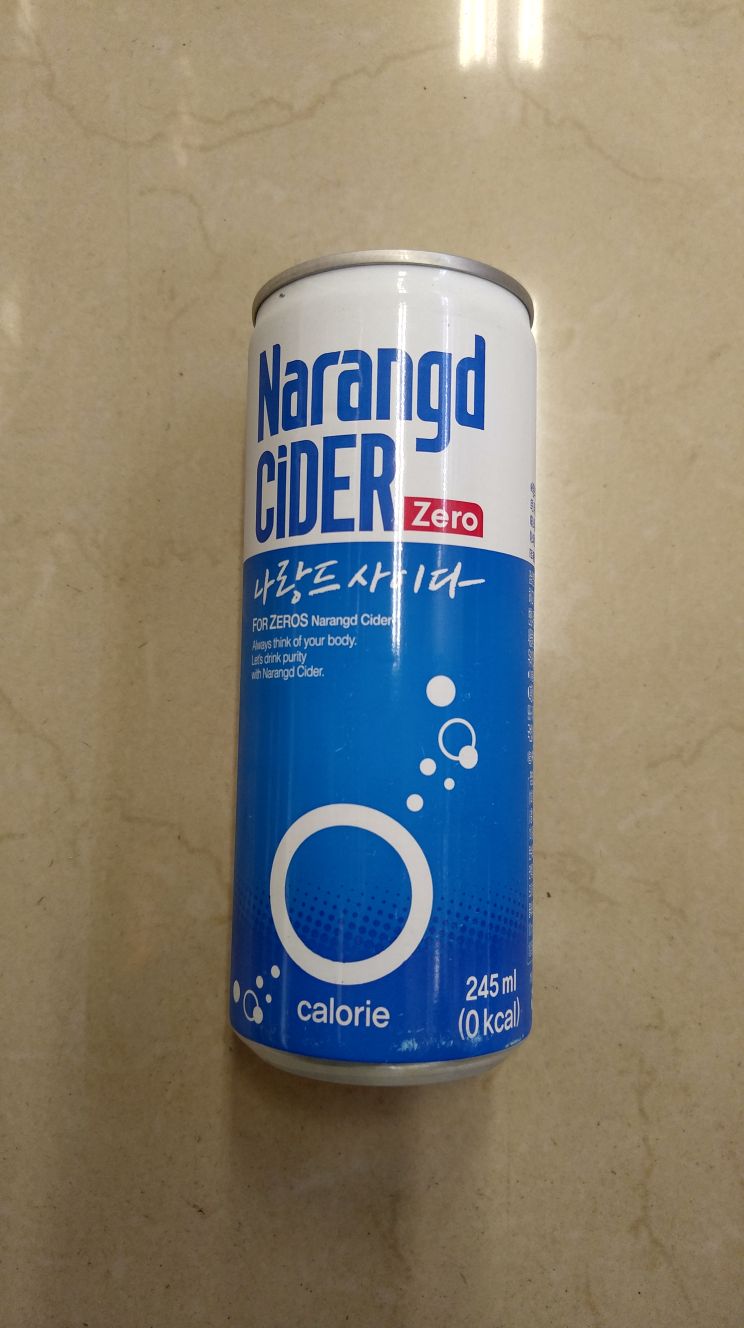 Narangd
CiDER
Zero
나랑드 사이다
FOR ZEROS Narangd Cider
Always think of your body.
Let's drink purity
with Narangd Cider.
calorie
245 ml
(0 kcal)